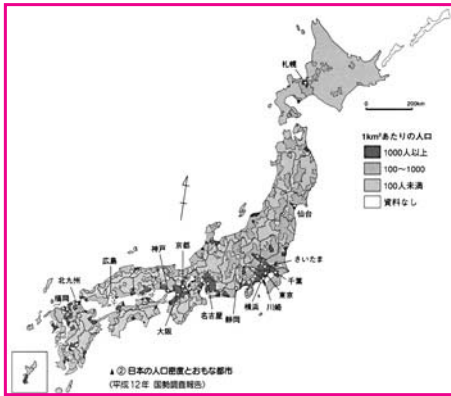 札幌
200km
1km²あたりの人口
1000人以上
100～1000
100人未満
資料なし
仙台
京都
神戸
広島
さいたま
北九州
千葉
福岡
東京
横浜
川崎
名古屋
静岡
大阪
▲②日本の人口密度とおもな都市
(平成12年 国勢調査報告)